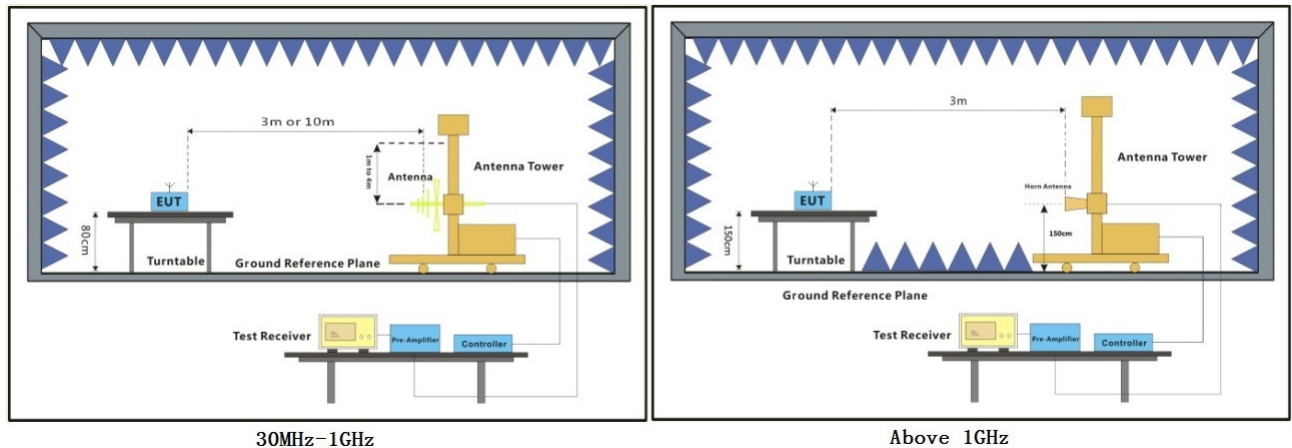 3m or 10m
1m to 4m
Antenna
Antenna Tower
EUT
80cm
Turntable
Ground Reference Plane
Test Receiver
Pre-Amplifier
Controller
30MHz-1GHz
3m
Antenna Tower
Horn Antenna
EUT
150cm
150cm
Turntable
Ground Reference Plane
Test Receiver
Pre-Amplifier
Controller
Above 1GHz